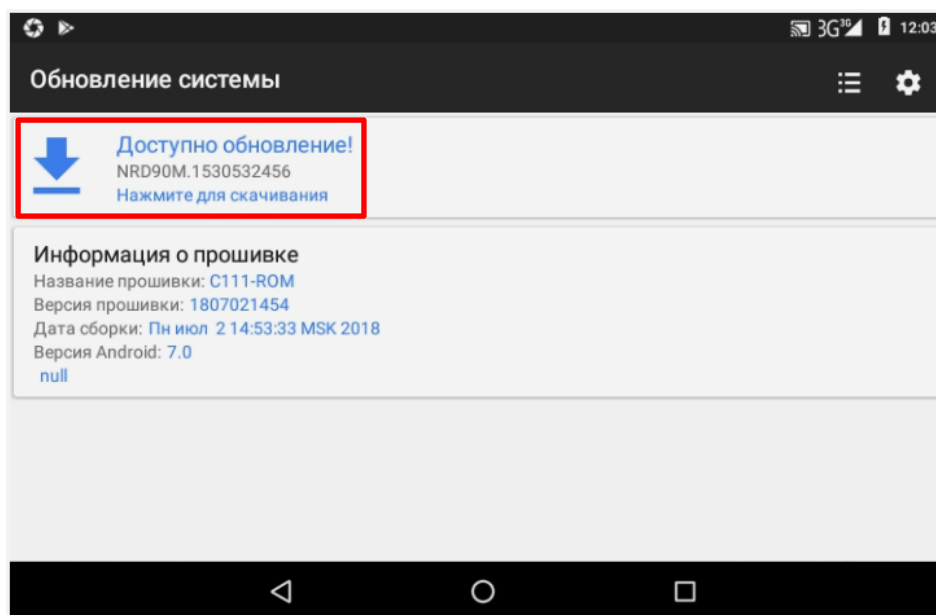 3G 3G 12:03
Обновление системы
Доступно обновление!
NRD90M.1530532456
Нажмите для скачивания
Информация о прошивке
Название прошивки: C111-ROM
Версия прошивки: 1807021454
Дата сборки: Пн июл 2 14:53:33 MSK 2018
Версия Android: 7.0
null